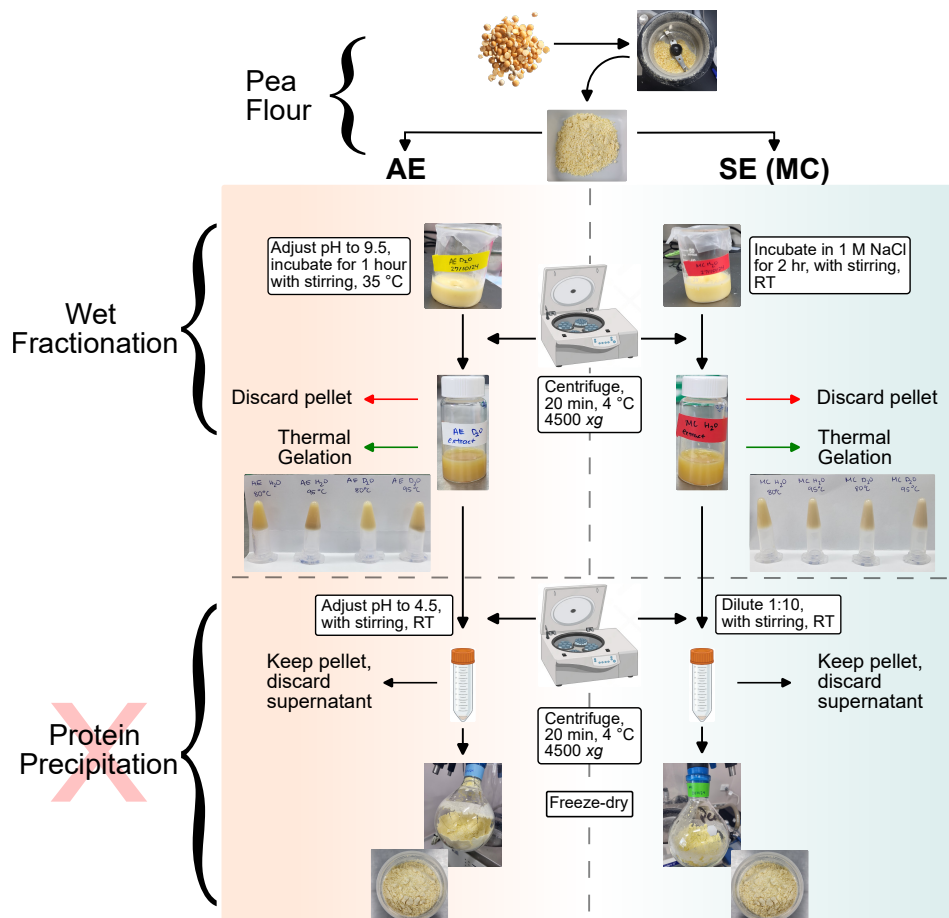 Pea
Flour
AE
SE (MC)
Adjust pH to 9.5,
incubate for 1 hour
with stirring, 35 °C
AE D₂O
Incubate in 1 M NaCl
for 2 hr, with stirring,
RT
MC H₂O
Wet
Fractionation
Centrifuge,
20 min, 4 °C
4500 xg
Discard pellet
AE D₂O
Extract
MC H₂O
Extract
Discard pellet
Thermal
Gelation
Thermal
Gelation
AE H₂O
80°C
AE H₂O
95°C
AE D₂O
80°C
AE D₂O
95°C
MC H₂O
80°C
MC H₂O
95°C
MC D₂O
80°C
MC D₂O
95°C
Adjust pH to 4.5,
with stirring, RT
Dilute 1:10,
with stirring, RT
Keep pellet,
discard
supernatant
Keep pellet,
discard
supernatant
Protein
Precipitation
X
Centrifuge,
20 min, 4 °C
4500 xg
Freeze-dry